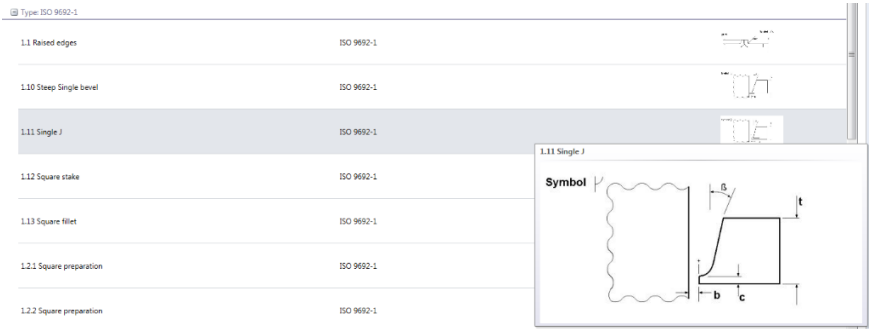 Type: ISO 9692-1
1.1 Raised edges ISO 9692-1
1.10 Steep Single bevel ISO 9692-1
1.11 Single J ISO 9692-1
1.11 Single J
Symbol
ß
t
b
c
1.12 Square stake ISO 9692-1
1.13 Square fillet ISO 9692-1
1.2.1 Square preparation ISO 9692-1
1.2.2 Square preparation ISO 9692-1